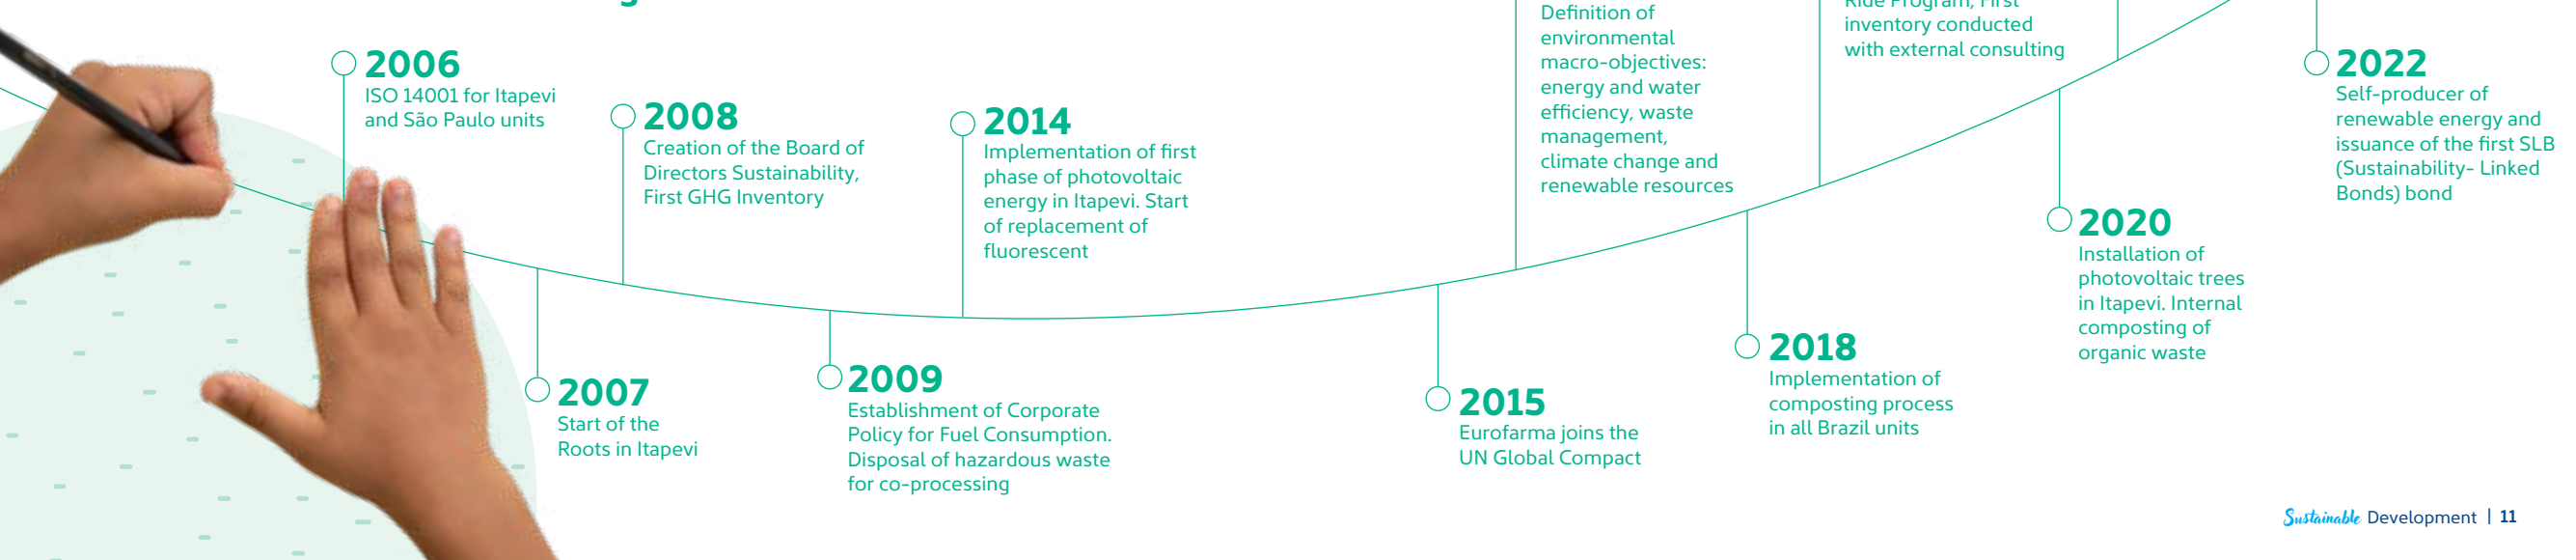 Definition of
environmental
macro-objectives:
energy and water
efficiency, waste
management,
climate change and
renewable resources
Ride Program, First
inventory conducted
with external consulting
2006
ISO 14001 for Itapevi
and São Paulo units
2008
Creation of the Board of
Directors Sustainability,
First GHG Inventory
2014
Implementation of first
phase of photovoltaic
energy in Itapevi. Start
of replacement of
fluorescent
2022
Self-producer of
renewable energy and
issuance of the first SLB
(Sustainability- Linked
Bonds) bond
2020
Installation of
photovoltaic trees
in Itapevi. Internal
composting of
organic waste
2007
Start of the
Roots in Itapevi
2009
Establishment of Corporate
Policy for Fuel Consumption.
Disposal of hazardous waste
for co-processing
2015
Eurofarma joins the
UN Global Compact
2018
Implementation of
composting process
in all Brazil units
Sustainable Development | 11